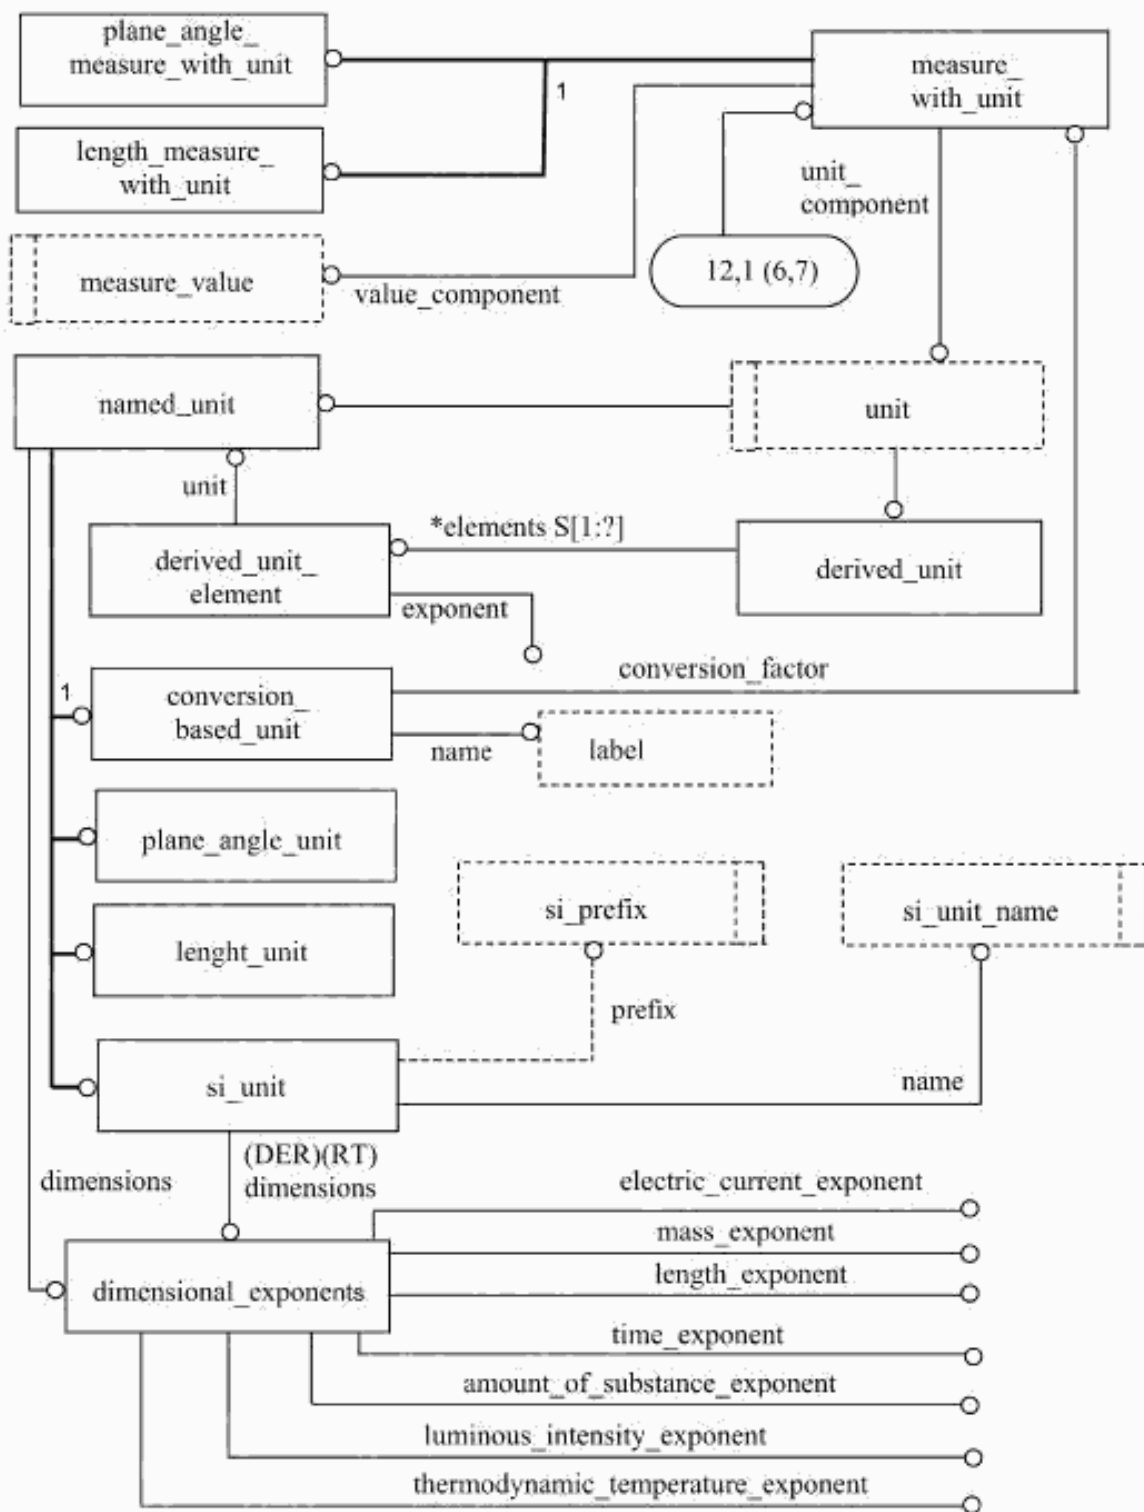 plane_angle_
measure_with_unit
measure_
with_unit
1
length_measure_
with_unit
unit_
component
12,1 (6,7)
measure_value
value_component
named_unit
unit
unit
*elements S[1:?]
derived_unit_
element
derived_unit
exponent
conversion_factor
1
conversion_
based_unit
name
label
plane_angle_unit
si_prefix
si_unit_name
lenght_unit
prefix
si_unit
name
(DER)(RT)
dimensions
dimensions
electric_current_exponent
mass_exponent
length_exponent
dimensional_exponents
time_exponent
amount_of_substance_exponent
luminous_intensity_exponent
thermodynamic_temperature_exponent